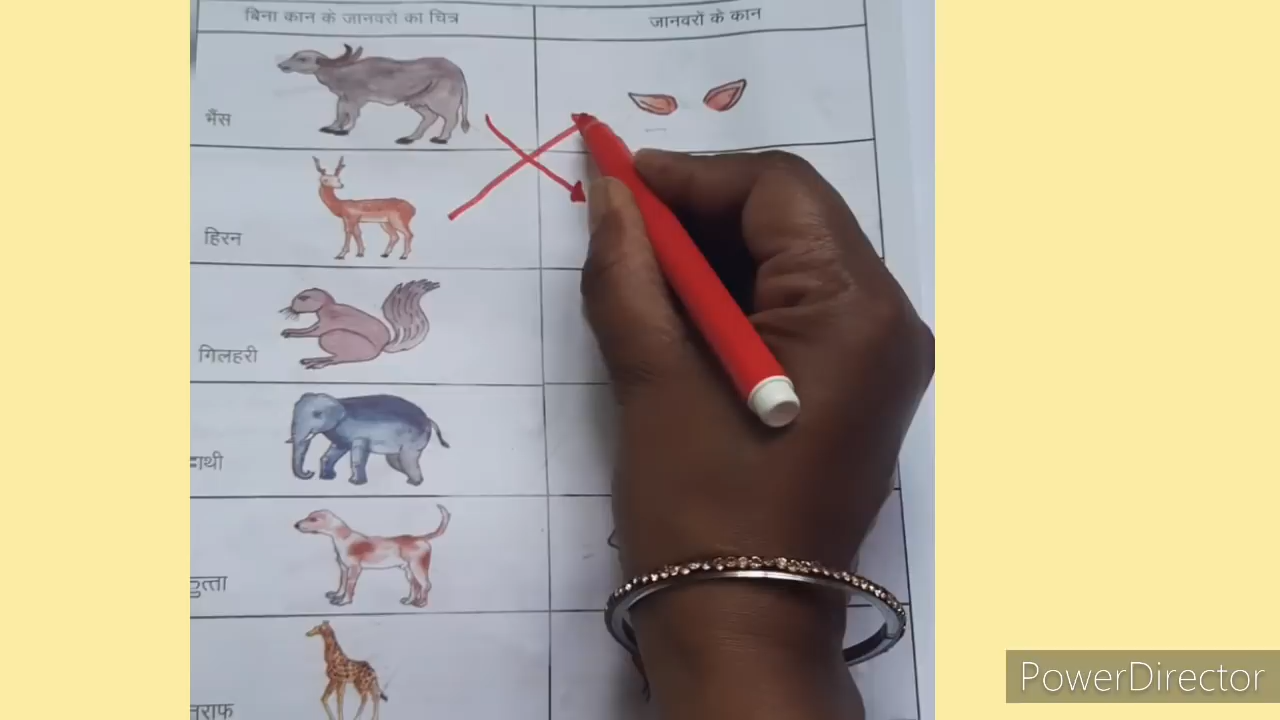 बिना कान के जानवरों का चित्र
जानवरों के कान
भैंस
हिरन
गिलहरी
PowerDirector